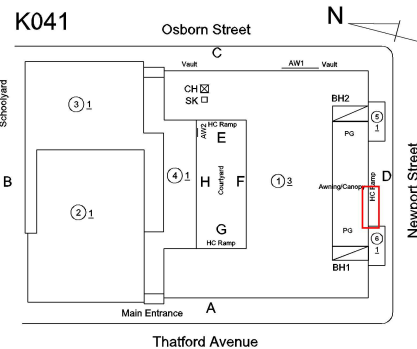 K041
Osborn Street
N
C
Vault
AW1
Vault
CH
SK
BH2
Schoolyard
3 1
AW2
HC Ramp
E
PG
5
1
B
4 1
H
Courtyard
F
1 3
Awning/Canopy
HC Ramp
D
Newport Street
2 1
G
HC Ramp
PG
6
1
BH1
Main Entrance
A
Thatford Avenue